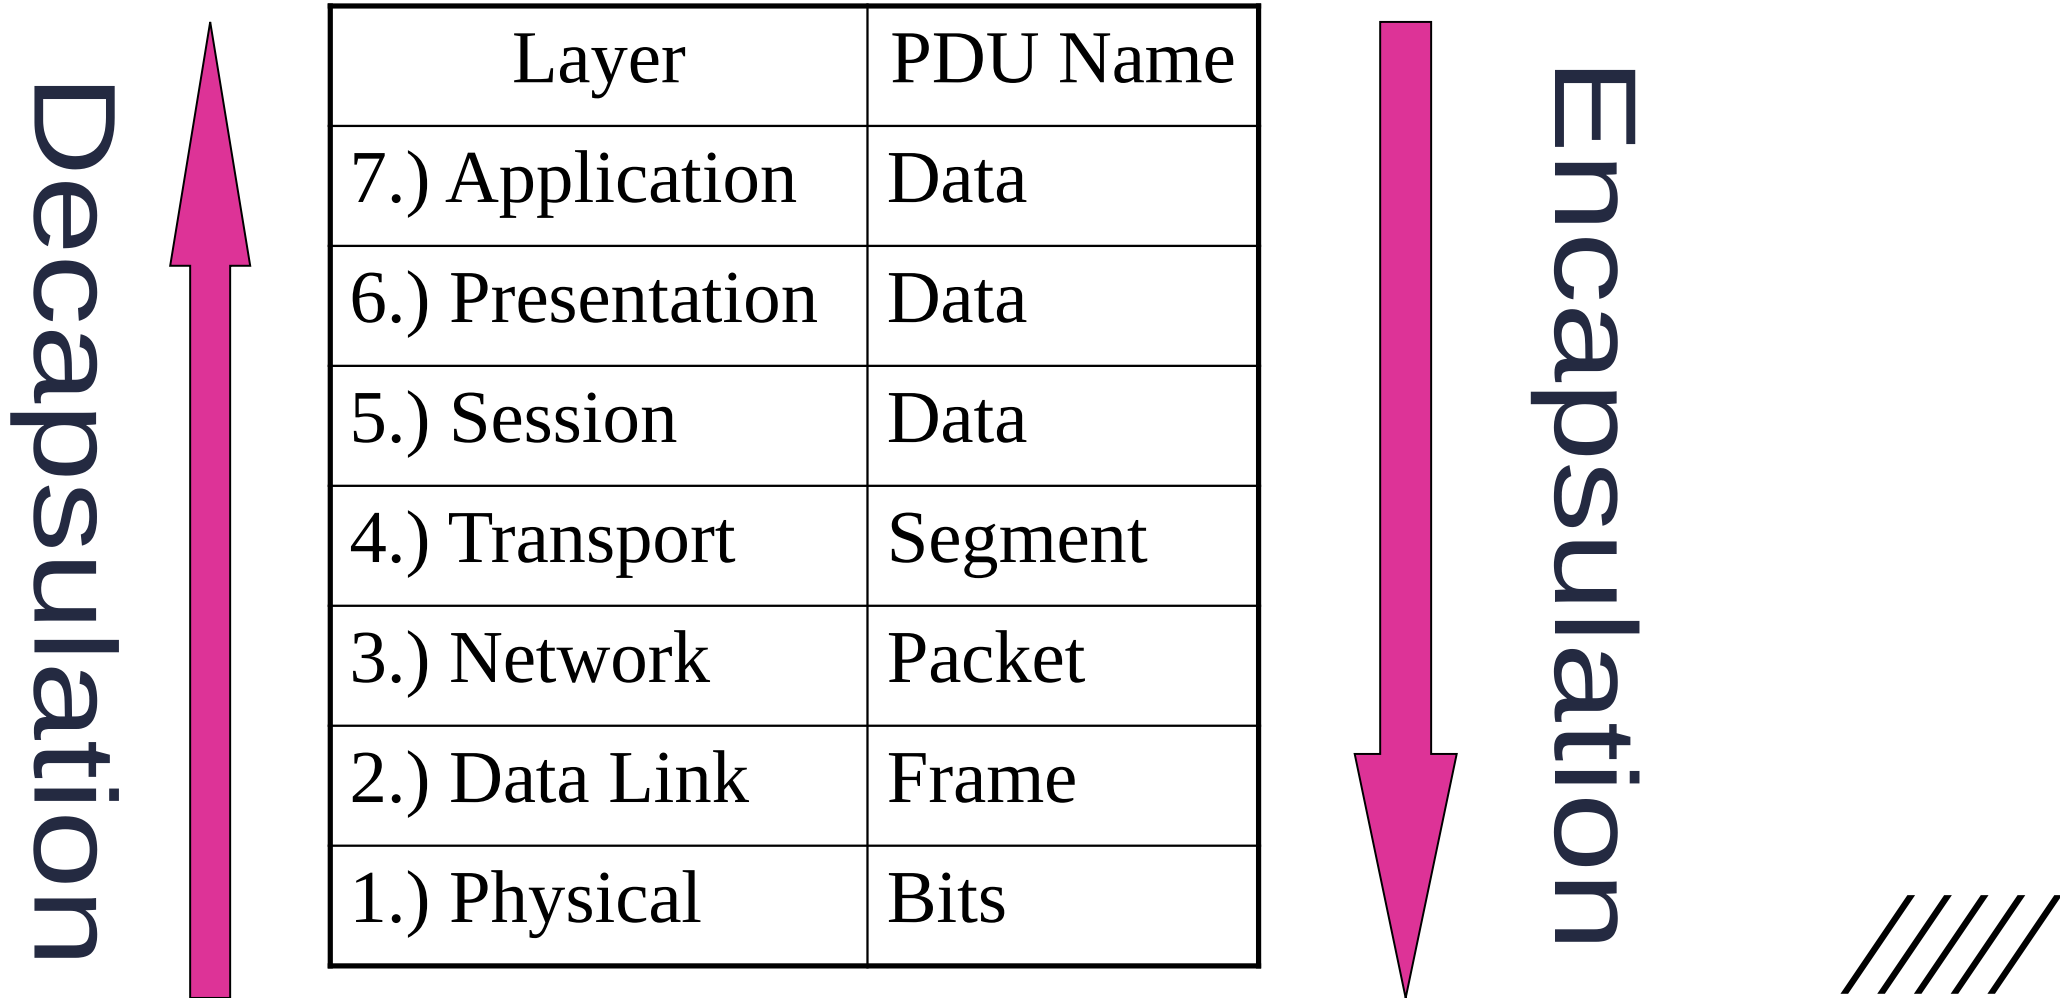 Decapsulation
Layer PDU Name
7.) Application Data
6.) Presentation Data
5.) Session Data
4.) Transport Segment
3.) Network Packet
2.) Data Link Frame
1.) Physical Bits
Encapsulation